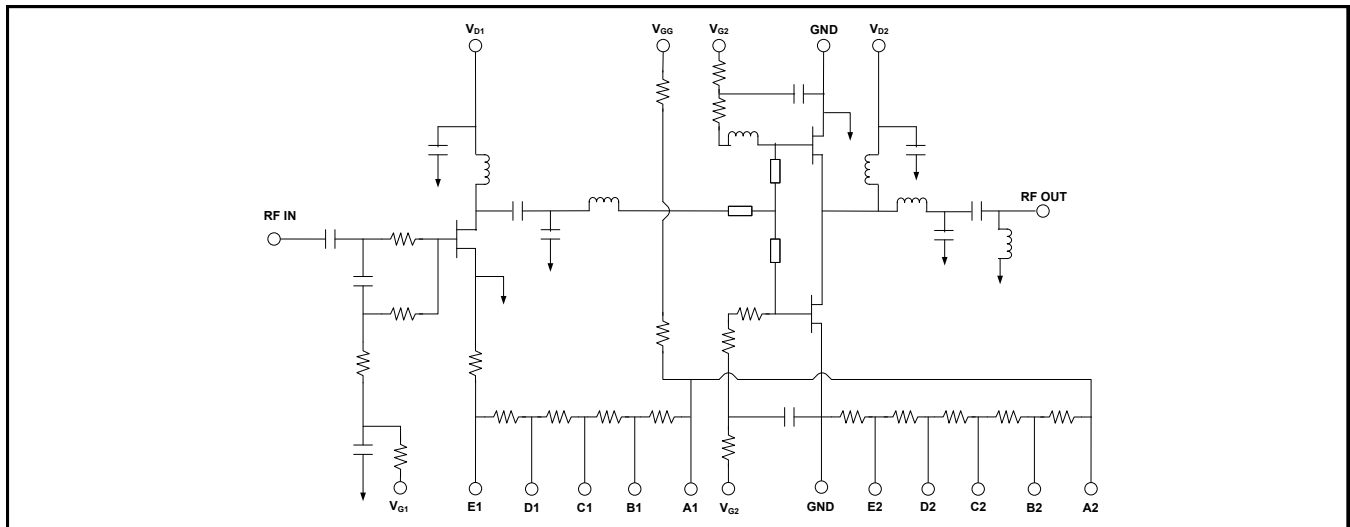 VD1
VGG
VG2
GND
VD2
RF IN
RF OUT
VG1
E1
D1
C1
B1
A1
VG2
GND
E2
D2
C2
B2
A2